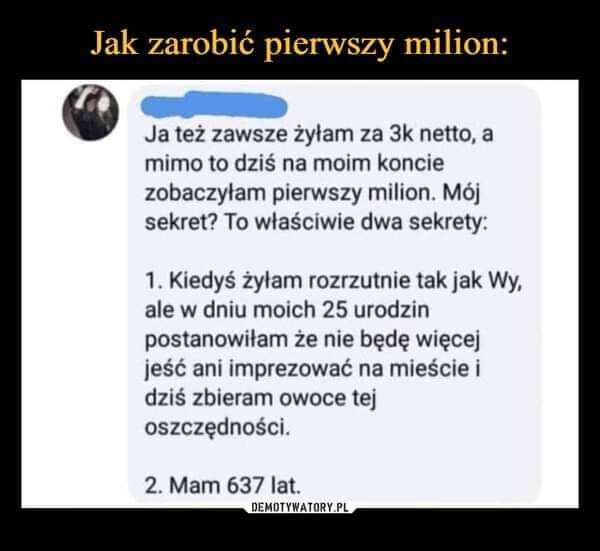 Jak zarobić pierwszy milion:
Ja też zawsze żyłam za 3k netto, a
mimo to dziś na moim koncie
zobaczyłam pierwszy milion. Mój
sekret? To właściwie dwa sekrety:
1. Kiedyś żyłam rozrzutnie tak jak Wy,
ale w dniu moich 25 urodzin
postanowiłam że nie będę więcej
jeść ani imprezować na mieście i
dziś zbieram owoce tej
oszczędności.
2. Mam 637 lat.
DEMOTYWATORY.PL